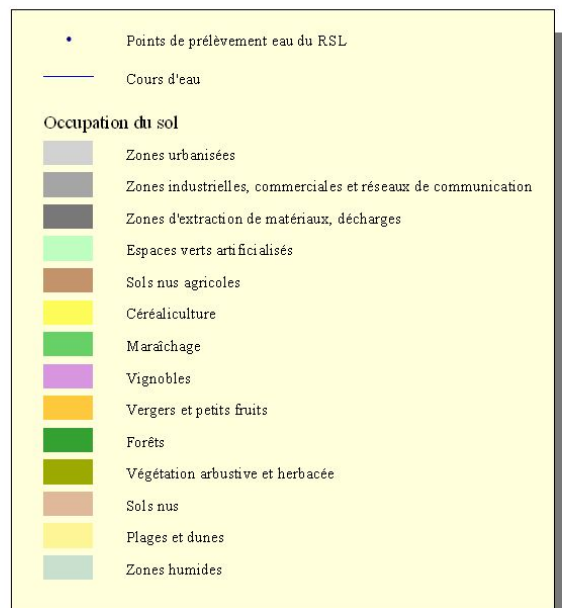 Points de prélèvement eau du RSL
Cours d'eau
Occupation du sol
Zones urbanisées
Zones industrielles, commerciales et réseaux de communication
Zones d'extraction de matériaux, décharges
Espaces verts artificialisés
Sols nus agricoles
Céréaliculture
Maraîchage
Vignobles
Vergers et petits fruits
Forêts
Végétation arbustive et herbacée
Sols nus
Plages et dunes
Zones humides